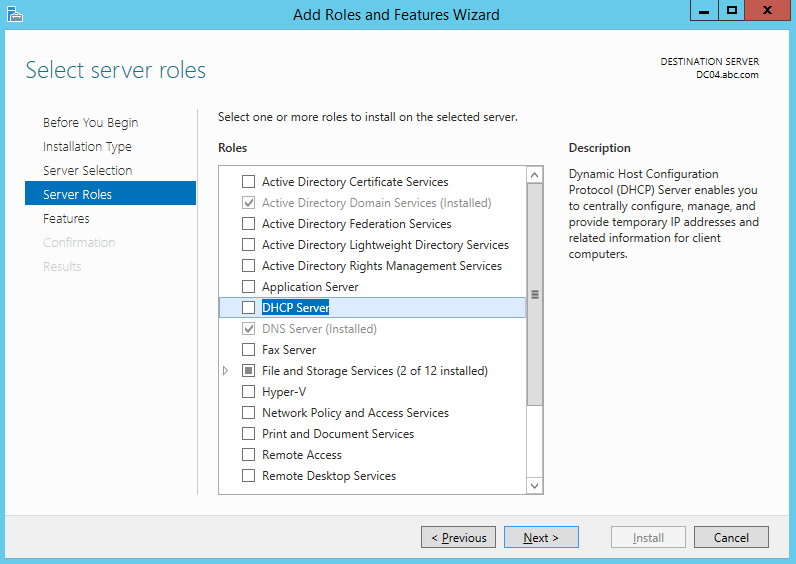 Add Roles and Features Wizard
Select server roles
DESTINATION SERVER
DC04.abc.com
Before You Begin
Installation Type
Server Selection
Server Roles
Features
Confirmation
Results
Select one or more roles to install on the selected server.
Roles
Active Directory Certificate Services
Active Directory Domain Services (Installed)
Active Directory Federation Services
Active Directory Lightweight Directory Services
Active Directory Rights Management Services
Application Server
DHCP Server
DNS Server (Installed)
Fax Server
File and Storage Services (2 of 12 installed)
Hyper-V
Network Policy and Access Services
Print and Document Services
Remote Access
Remote Desktop Services
Description
Dynamic Host Configuration
Protocol (DHCP) Server enables you
to centrally configure, manage, and
provide temporary IP addresses and
related information for client
computers.
< Previous
Next >
Install
Cancel